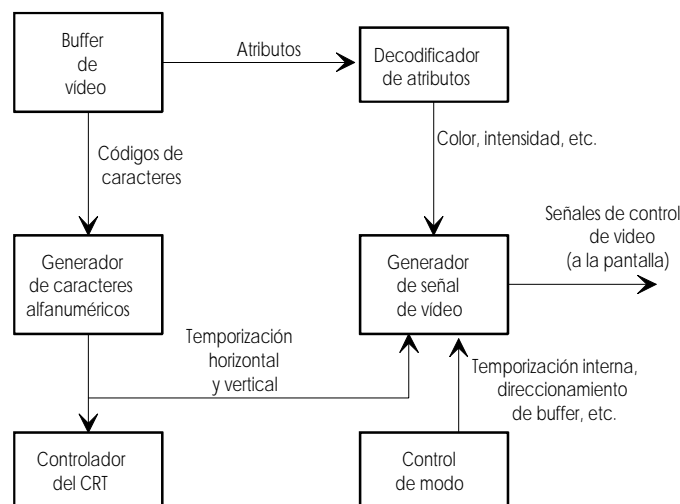 Buffer
de
vídeo
Atributos
Decodificador
de atributos
Códigos de
caracteres
Color, intensidad, etc.
Señales de control
de video
(a la pantalla)
Generador
de caracteres
alfanuméricos
Generador
de señal
de vídeo
Temporización
horizontal
y vertical
Temporización interna,
direccionamiento
de buffer, etc.
Controlador
del CRT
Control
de modo